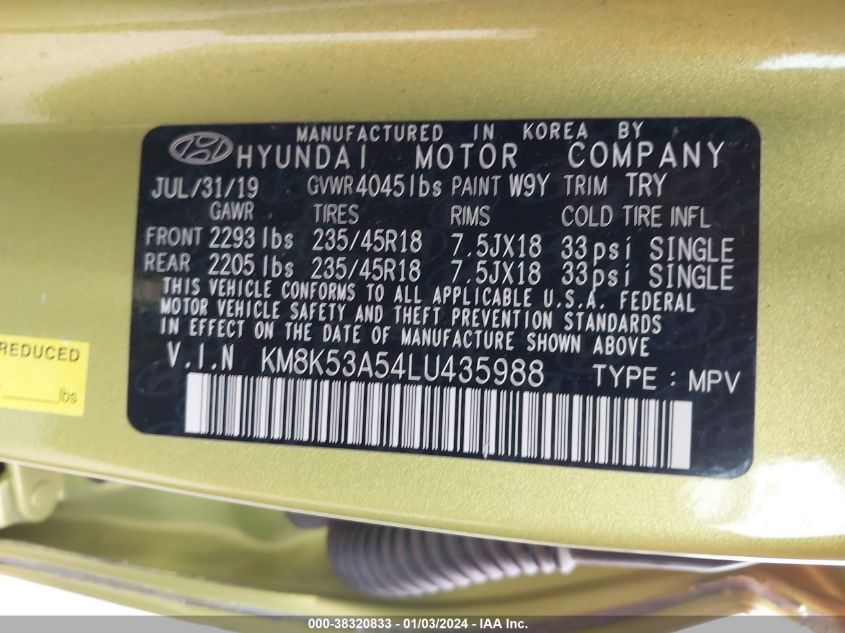 MANUFACTURED IN KOREA BY
HYUNDAI MOTOR COMPANY
JUL/31/19 GVWR 4045lbs PAINT W9Y TRIM TRY
GAWR TIRES RIMS COLD TIRE INFL
FRONT 2293 lbs 235/45R18 7.5JX18 33psi SINGLE
REAR 2205 lbs 235/45R18 7.5JX18 33psi SINGLE
THIS VEHICLE CONFORMS TO ALL APPLICABLE U.S.A. FEDERAL
MOTOR VEHICLE SAFETY AND THEFT PREVENTION STANDARDS
IN EFFECT ON THE DATE OF MANUFACTURE SHOWN ABOVE
V.I.N KM8K53A54LU435988 TYPE : MPV
REDUCED
lbs
000-38320833 - 01/03/2024 - IAA, Inc.